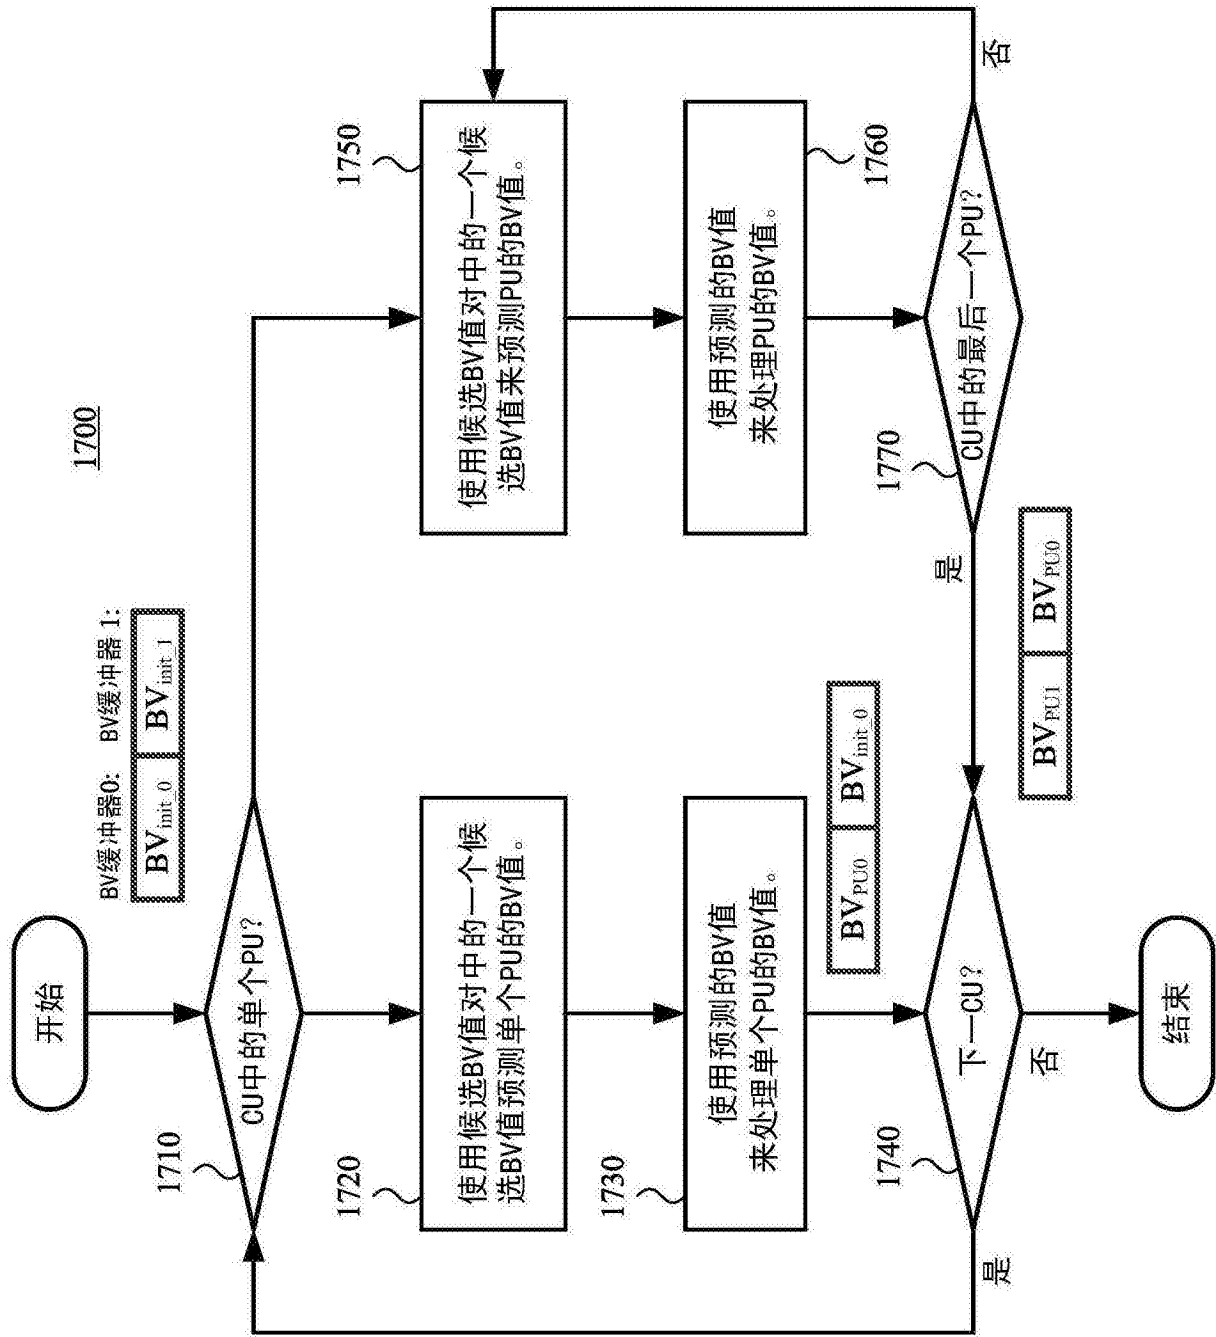 1700
开始
BV缓冲器0:
BV缓冲器 1:
BVinit_0
BVinit_1
1710
CU中的单个PU?
1720
使用候选BV值对中的一个候
选BV值预测单个PU的BV值。
1730
使用预测的BV值
来处理单个PU的BV值。
BVPU0
BVinit_0
1740
下一CU?
是
否
结束
1750
使用候选BV值对中的一个候
选BV值来预测PU的BV值。
1760
使用预测的BV值
来处理PU的BV值。
1770
CU中的最后一个PU?
否
是
BVPU1
BVPU0